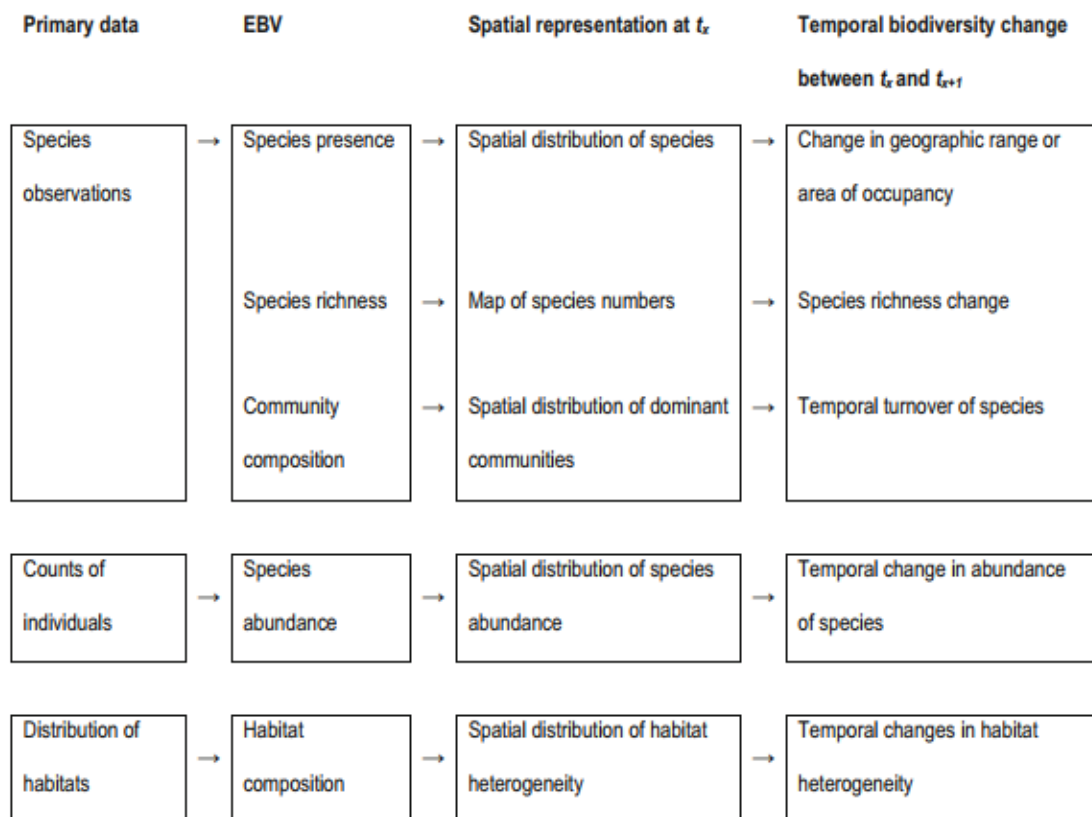 Primary data EBV Spatial representation at tx Temporal biodiversity change
between tx and tx+1
Species → Species presence → Spatial distribution of species → Change in geographic range or
observations area of occupancy
Species richness → Map of species numbers → Species richness change
Community → Spatial distribution of dominant → Temporal turnover of species
composition communities
Counts of → Species → Spatial distribution of species → Temporal change in abundance
individuals abundance abundance of species
Distribution of → Habitat → Spatial distribution of habitat → Temporal changes in habitat
habitats composition heterogeneity heterogeneity